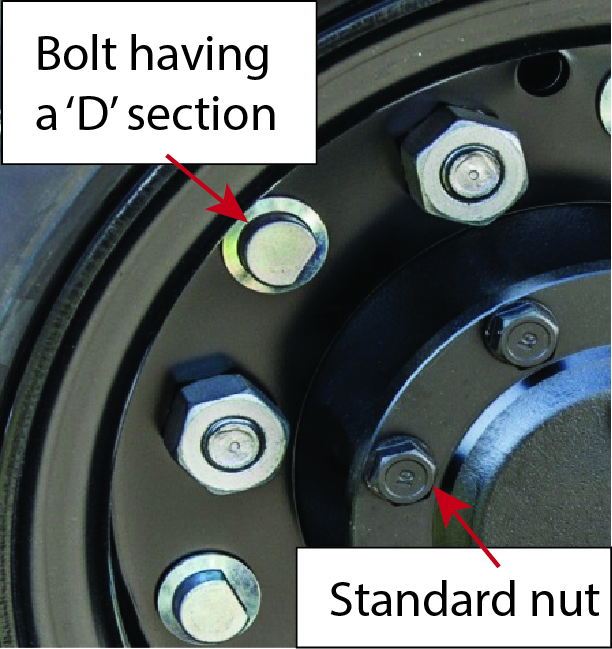 Bolt having
a ‘D’ section
Standard nut